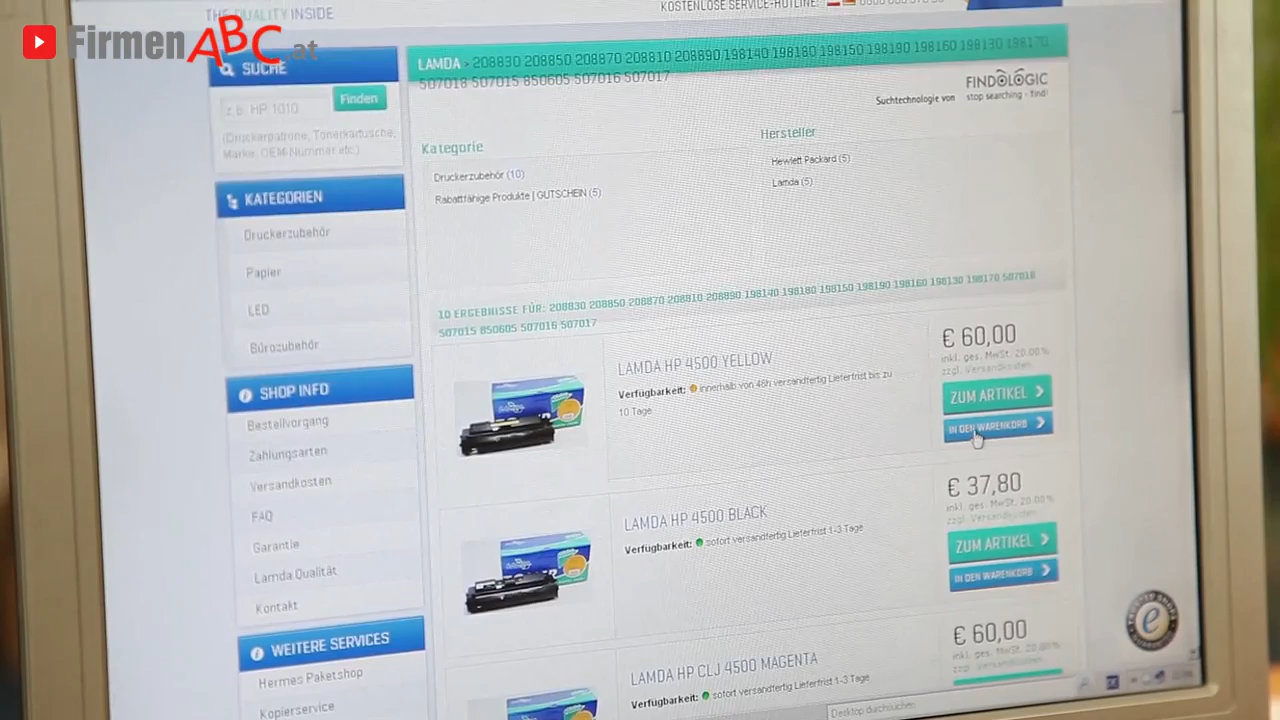 THE QUALITY INSIDE
KOSTENLOSE SERVICE-HOTLINE:
FirmenABC.at
SUCHE
z.b. HP 1010
Finden
(Druckerpatrone, Tonerkartusche,
Marke, OEM-Nummer etc.)
KATEGORIEN
Druckerzubehör
Papier
LED
Bürozubehör
SHOP INFO
Bestellvorgang
Zahlungsarten
Versandkosten
FAQ
Garantie
Lamda Qualität
Kontakt
WEITERE SERVICES
Hermes Paketshop
Kopierservice
LAMDA > 208830 208850 208870 208810 208890 198140 198180 198150 198190 198160 198130 198170
507018 507015 850605 507016 507017
Suchtechnologie von
FINDOLOGIC
stop searching - find!
Kategorie
Druckerzubehör (10)
Rabattfähige Produkte | GUTSCHEIN (5)
Hersteller
Hewlett Packard (5)
Lamda (5)
10 ERGEBNISSE FÜR: 208830 208850 208870 208810 208890 198140 198180 198150 198190 198160 198130 198170 507018
507015 850605 507016 507017
LAMDA HP 4500 YELLOW
Verfügbarkeit: innerhalb von 48h versandfertig Lieferfrist bis zu
10 Tage
€ 60,00
inkl. ges. MwSt. 20.00%
zzgl. Versandkosten
ZUM ARTIKEL
IN DEN WARENKORB
LAMDA HP 4500 BLACK
Verfügbarkeit: sofort versandfertig Lieferfrist 1-3 Tage
€ 37,80
inkl. ges. MwSt. 20.00%
zzgl. Versandkosten
ZUM ARTIKEL
IN DEN WARENKORB
LAMDA HP CLJ 4500 MAGENTA
Verfügbarkeit: sofort versandfertig Lieferfrist 1-3 Tage
€ 60,00
inkl. ges. MwSt. 20.00%
zzgl. Versandkosten
TRUSTED SHOPS
e
Desktop durchsuchen